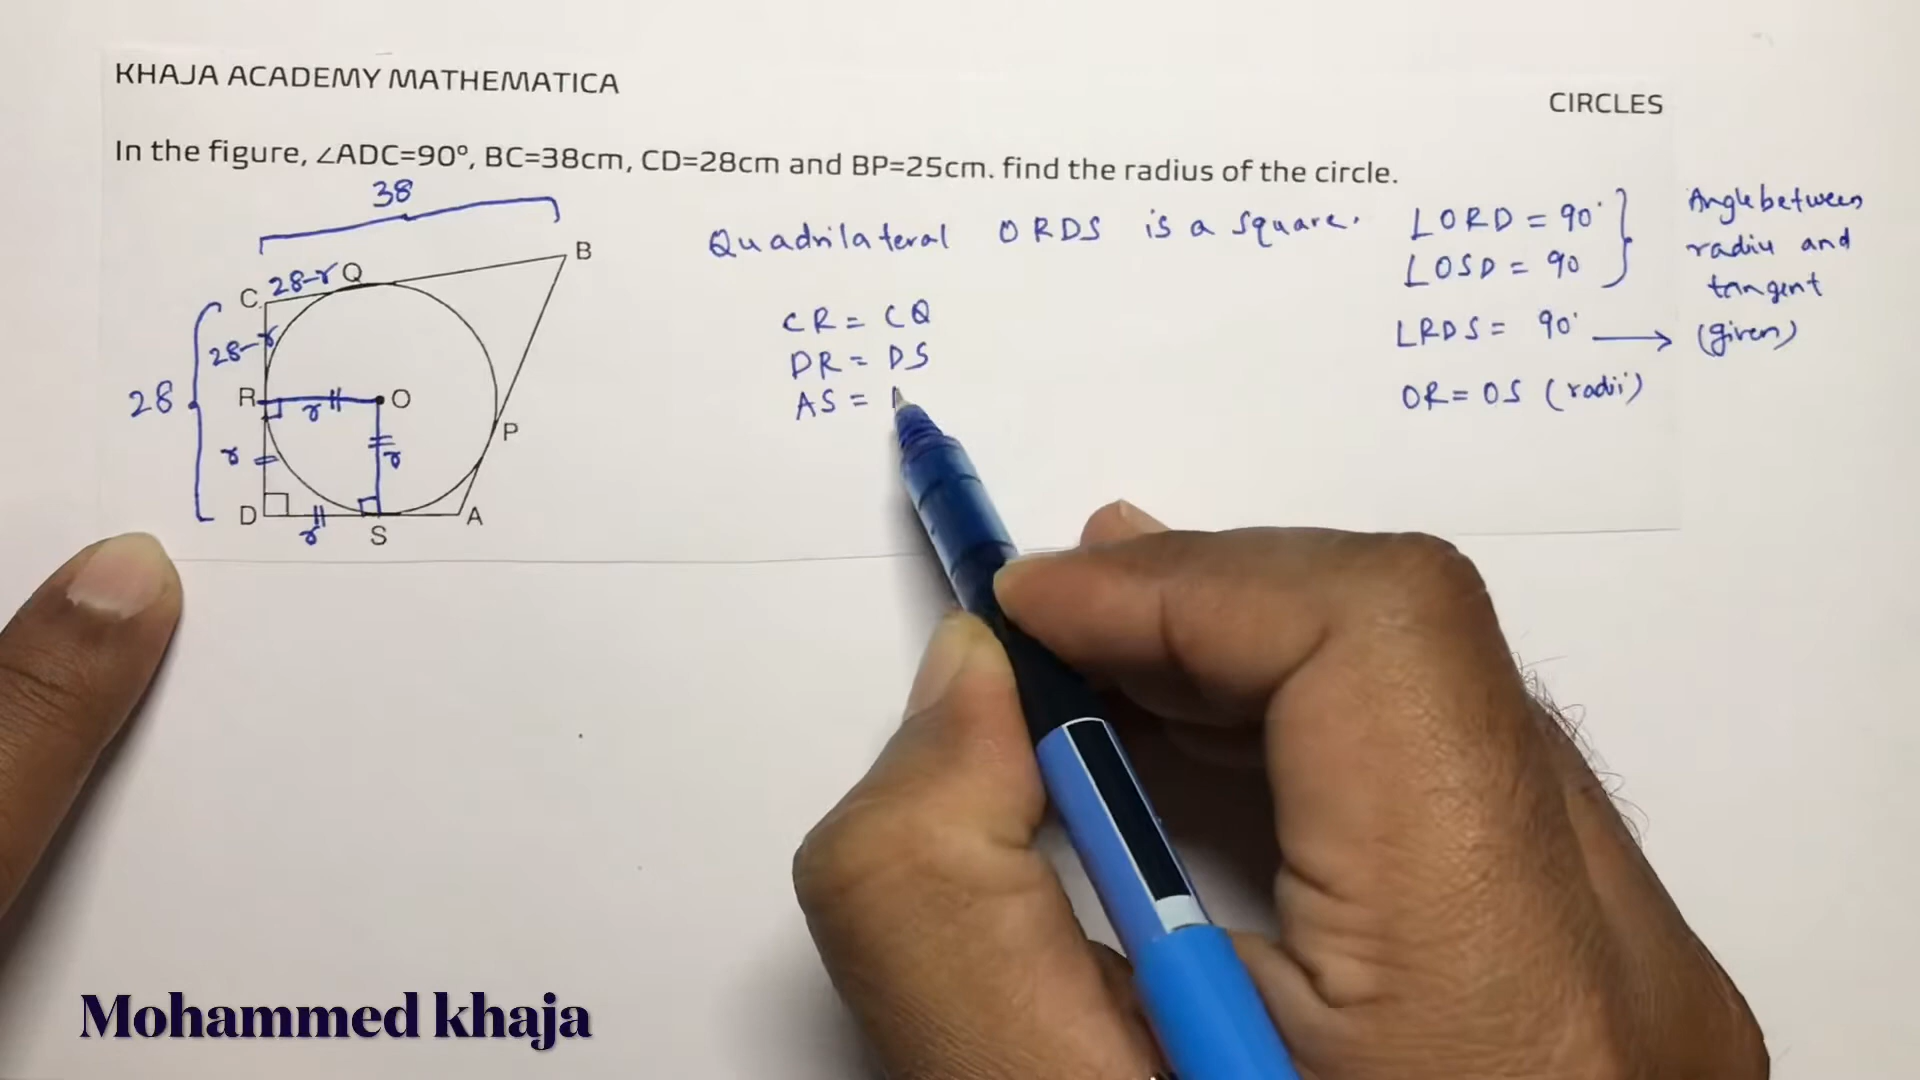 KHAJA ACADEMY MATHEMATICA
CIRCLES
In the figure, ∠ADC=90°, BC=38cm, CD=28cm and BP=25cm. find the radius of the circle.
38
B
C
28-r
Q
28-r
28
R
r
O
r
r
P
D
r
S
A
Quadrilateral ORDS is a square.
CR = CQ
DR = DS
AS =
∠ORD = 90°
∠OSD = 90
Angle between
radiu and
tangent
∠RDS = 90° → (given)
OR = OS (radii)
Mohammed khaja